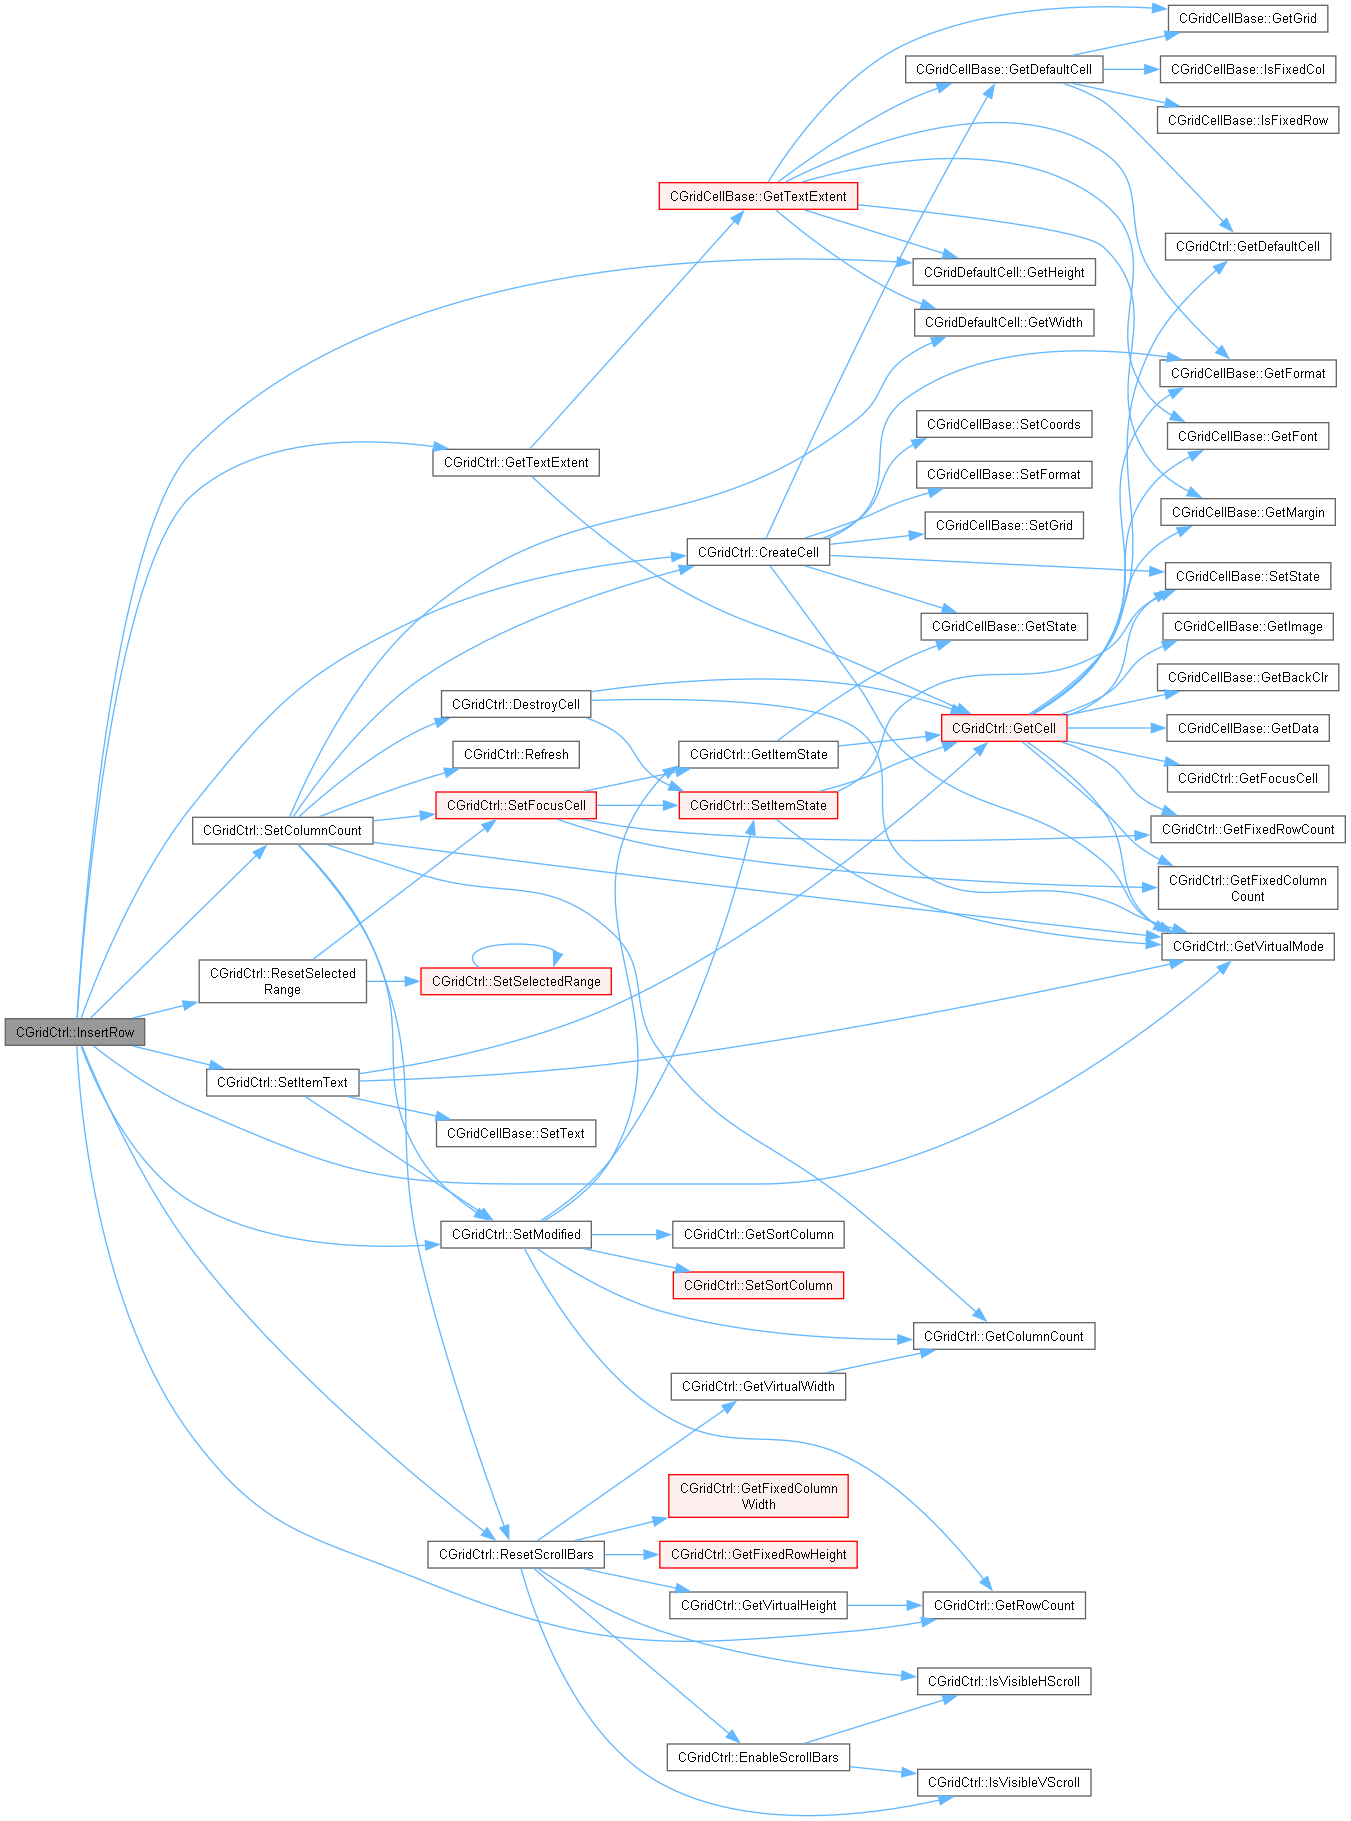 CGridCellBase::GetGrid
CGridCellBase::GetDefaultCell
CGridCellBase::IsFixedCol
CGridCellBase::IsFixedRow
CGridCellBase::GetTextExtent
CGridCtrl::GetDefaultCell
CGridDefaultCell::GetHeight
CGridDefaultCell::GetWidth
CGridCellBase::GetFormat
CGridCellBase::SetCoords
CGridCellBase::GetFont
CGridCtrl::GetTextExtent
CGridCellBase::SetFormat
CGridCellBase::GetMargin
CGridCellBase::SetGrid
CGridCtrl::CreateCell
CGridCellBase::SetState
CGridCellBase::GetState
CGridCellBase::GetImage
CGridCellBase::GetBackClr
CGridCtrl::DestroyCell
CGridCtrl::GetCell
CGridCellBase::GetData
CGridCtrl::Refresh
CGridCtrl::GetItemState
CGridCtrl::GetFocusCell
CGridCtrl::SetFocusCell
CGridCtrl::SetItemState
CGridCtrl::SetColumnCount
CGridCtrl::GetFixedRowCount
CGridCtrl::GetFixedColumn
Count
CGridCtrl::GetVirtualMode
CGridCtrl::ResetSelected
Range
CGridCtrl::SetSelectedRange
CGridCtrl::InsertRow
CGridCtrl::SetItemText
CGridCellBase::SetText
CGridCtrl::SetModified
CGridCtrl::GetSortColumn
CGridCtrl::SetSortColumn
CGridCtrl::GetColumnCount
CGridCtrl::GetVirtualWidth
CGridCtrl::GetFixedColumn
Width
CGridCtrl::ResetScrollBars
CGridCtrl::GetFixedRowHeight
CGridCtrl::GetVirtualHeight
CGridCtrl::GetRowCount
CGridCtrl::IsVisibleHScroll
CGridCtrl::EnableScrollBars
CGridCtrl::IsVisibleVScroll